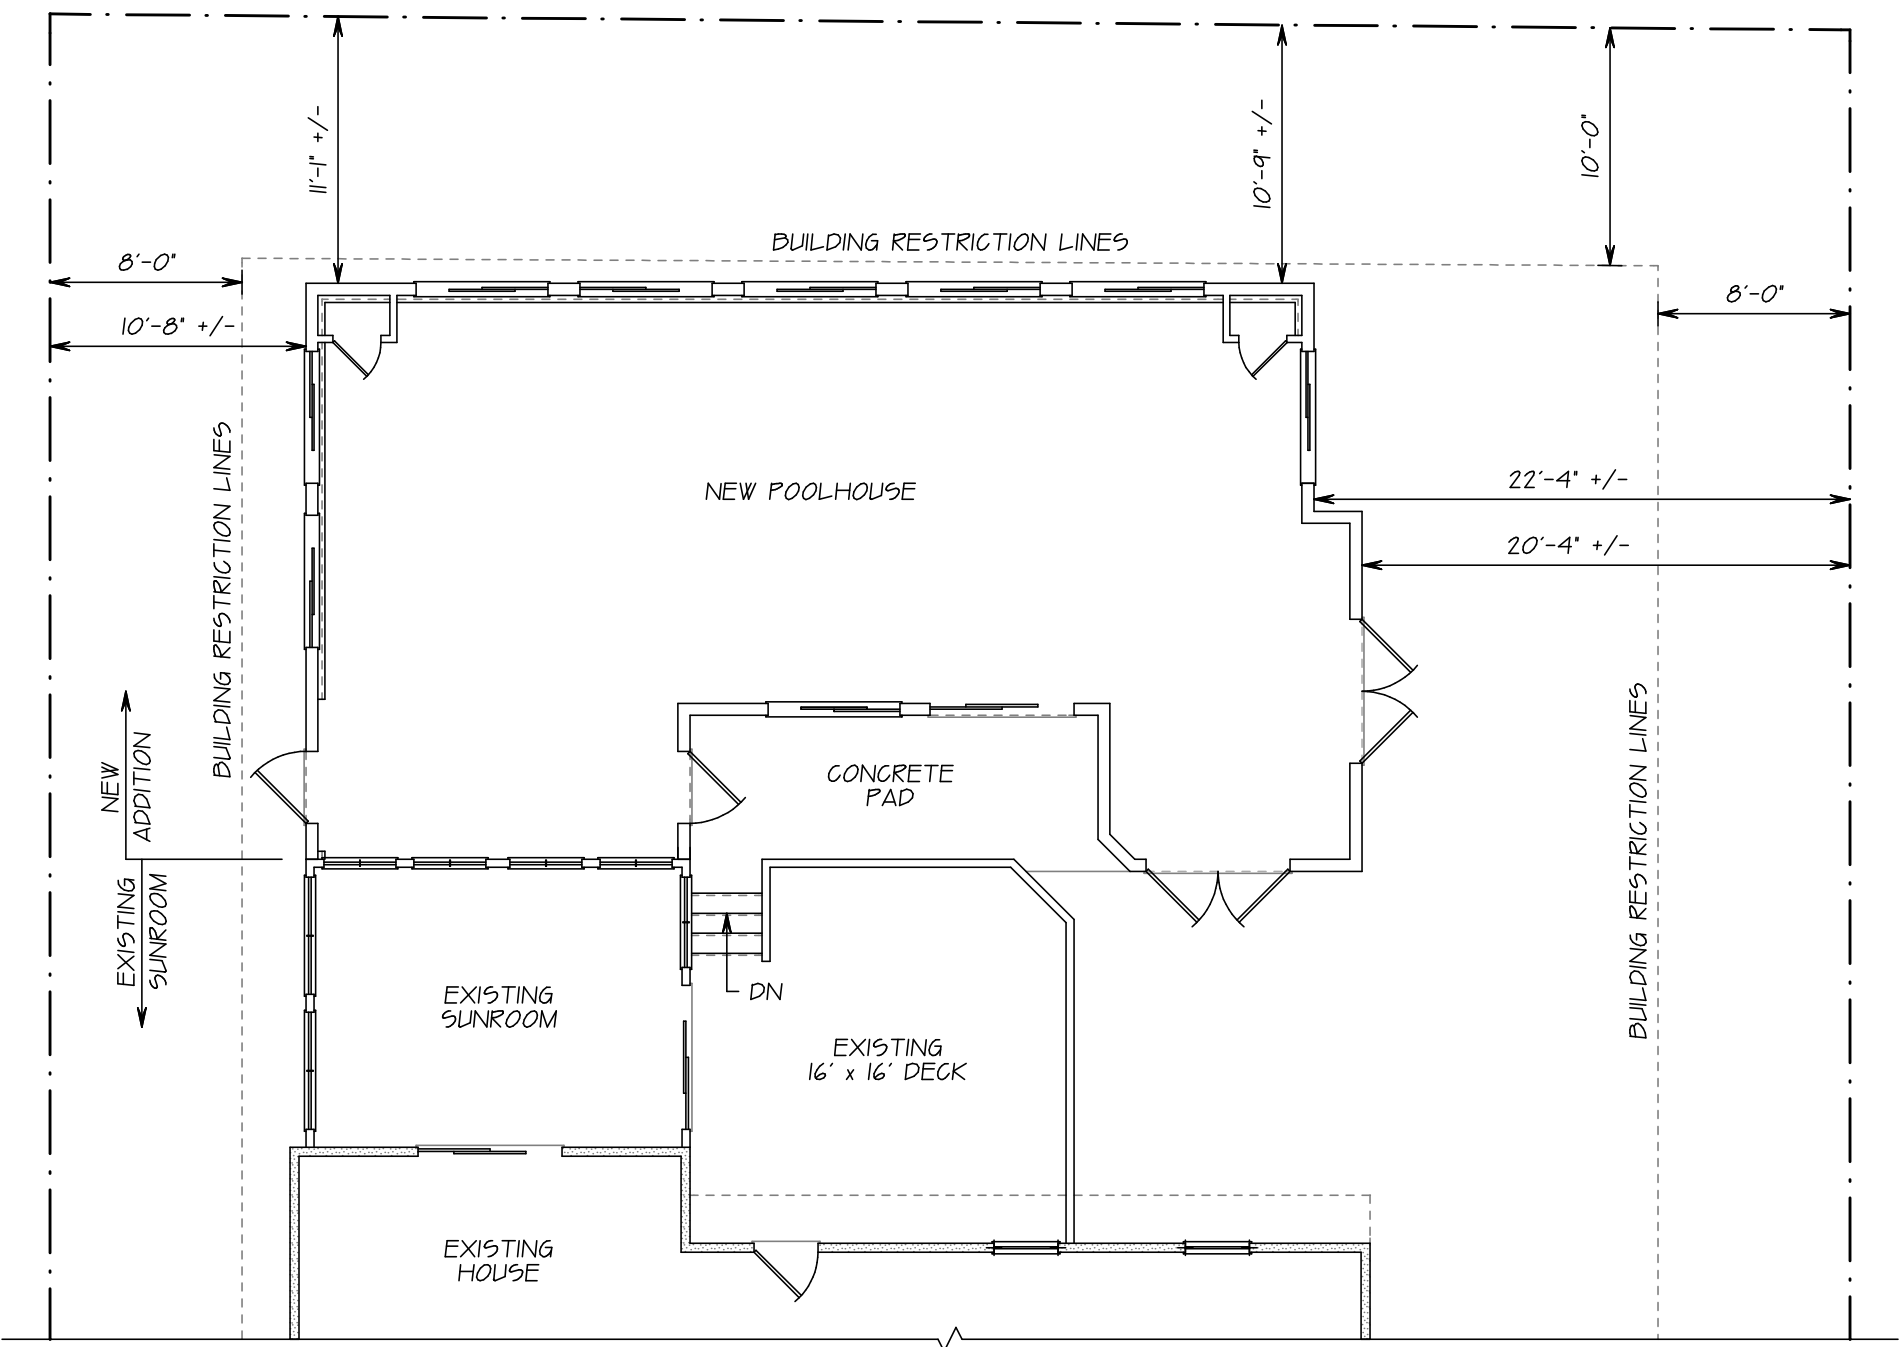 11'-1" +/-
10'-9" +/-
10'-0"
BUILDING RESTRICTION LINES
8'-0"
8'-0"
10'-8" +/-
BUILDING RESTRICTION LINES
NEW POOLHOUSE
22'-4" +/-
20'-4" +/-
BUILDING RESTRICTION LINES
NEW
ADDITION
CONCRETE
PAD
EXISTING
SUNROOM
EXISTING
SUNROOM
DN
EXISTING
16' x 16' DECK
EXISTING
HOUSE